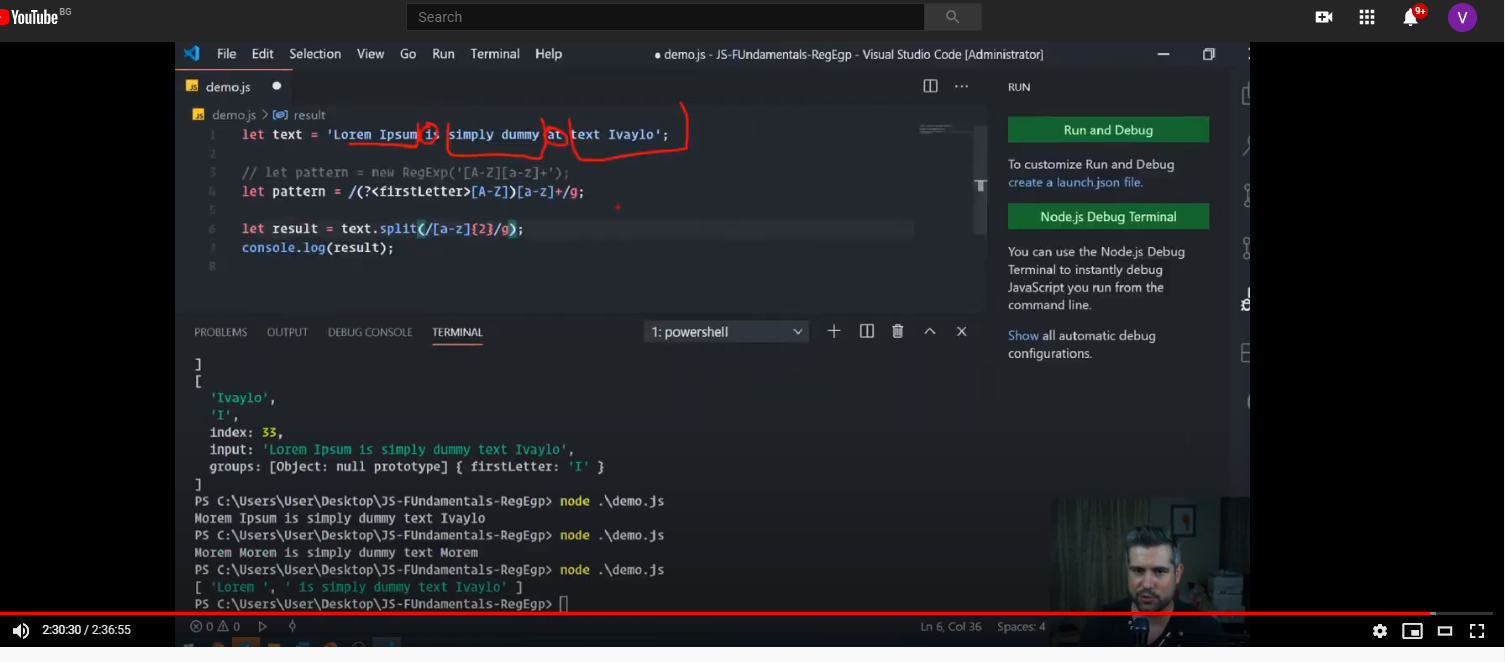 YouTube BG
Search
9+
V
File Edit Selection View Go Run Terminal Help
● demo.js - JS-FUndamentals-RegEgp - Visual Studio Code [Administrator]
JS demo.js ●
RUN
JS demo.js > result
1 let text = 'Lorem Ipsum is simply dummy at text Ivaylo';
2
3 // let pattern = new RegExp('[A-Z][a-z]+');
4 let pattern = /(?<firstLetter>[A-Z])[a-z]+/g;
5
6 let result = text.split(/[a-z]{2}/g);
7 console.log(result);
8
Run and Debug
To customize Run and Debug
create a launch.json file.
Node.js Debug Terminal
You can use the Node.js Debug
Terminal to instantly debug
JavaScript you run from the
command line.
Show all automatic debug
configurations.
PROBLEMS OUTPUT DEBUG CONSOLE TERMINAL
1: powershell
]
[
'Ivaylo',
'I',
index: 33,
input: 'Lorem Ipsum is simply dummy text Ivaylo',
groups: [Object: null prototype] { firstLetter: 'I' }
]
PS C:\Users\User\Desktop\JS-FUndamentals-RegEgp> node .\demo.js
Morem Ipsum is simply dummy text Ivaylo
PS C:\Users\User\Desktop\JS-FUndamentals-RegEgp> node .\demo.js
Morem Morem is simply dummy text Morem
PS C:\Users\User\Desktop\JS-FUndamentals-RegEgp> node .\demo.js
[ 'Lorem ', ' is simply dummy text Ivaylo' ]
PS C:\Users\User\Desktop\JS-FUndamentals-RegEgp>
0 0
Ln 6, Col 36 Spaces: 4
2:30:30 / 2:36:55